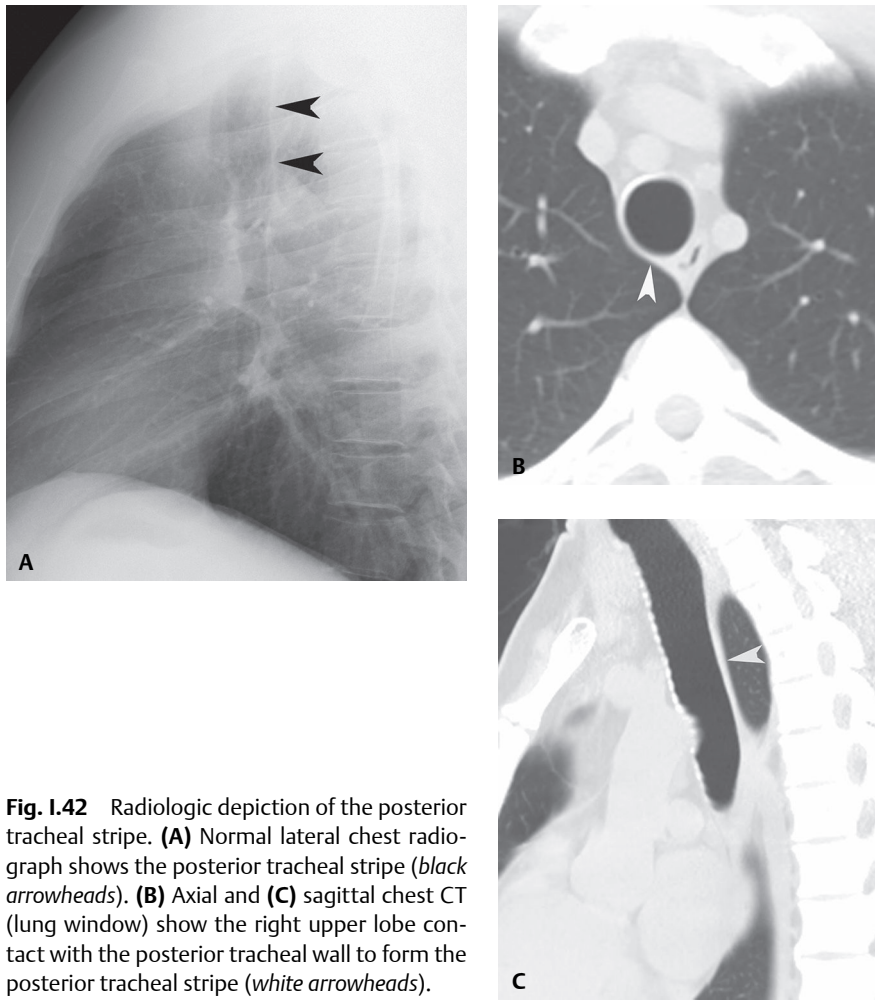 A
B
C
Fig. I.42 Radiologic depiction of the posterior
tracheal stripe. (A) Normal lateral chest radio-
graph shows the posterior tracheal stripe (black
arrowheads). (B) Axial and (C) sagittal chest CT
(lung window) show the right upper lobe con-
tact with the posterior tracheal wall to form the
posterior tracheal stripe (white arrowheads).